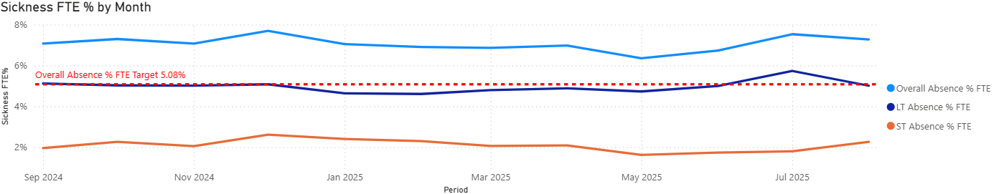 Sickness FTE % by Month
8%
6%
4%
2%
Sickness FTE%
Overall Absence % FTE Target 5.08%
Sep 2024
Nov 2024
Jan 2025
Mar 2025
May 2025
Jul 2025
Period
Overall Absence % FTE
LT Absence % FTE
ST Absence % FTE